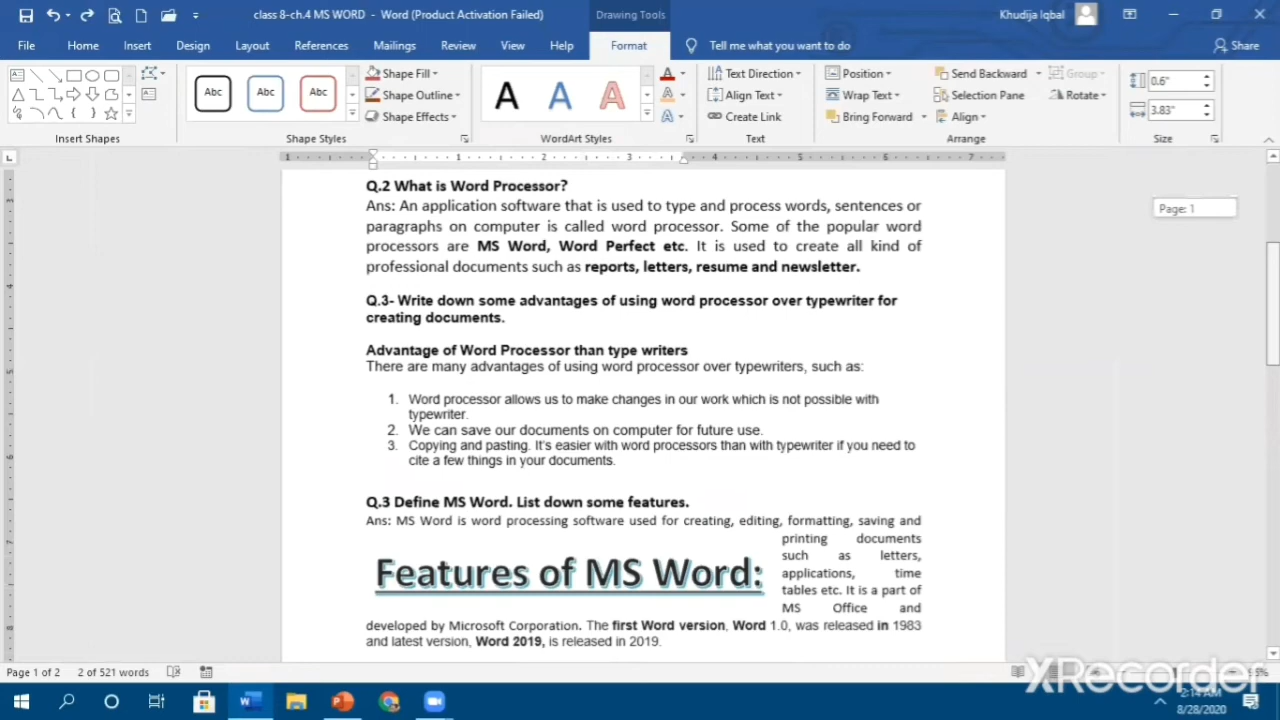 class 8-ch.4 MS WORD - Word (Product Activation Failed)
Drawing Tools
Khudija Iqbal
File Home Insert Design Layout References Mailings Review View Help Format Tell me what you want to do Share
Abc Abc Abc
Shape Fill
Shape Outline
Shape Effects
A A A
Text Direction
Align Text
Create Link
Position
Wrap Text
Bring Forward
Send Backward
Selection Pane
Align
Group
Rotate
0.6"
3.83"
Insert Shapes Shape Styles WordArt Styles Text Arrange Size
1 1 2 3 4 5 6 7
Page: 1
Q.2 What is Word Processor?
Ans: An application software that is used to type and process words, sentences or
paragraphs on computer is called word processor. Some of the popular word
processors are MS Word, Word Perfect etc. It is used to create all kind of
professional documents such as reports, letters, resume and newsletter.
Q.3- Write down some advantages of using word processor over typewriter for
creating documents.
Advantage of Word Processor than type writers
There are many advantages of using word processor over typewriters, such as:
1. Word processor allows us to make changes in our work which is not possible with
typewriter.
2. We can save our documents on computer for future use.
3. Copying and pasting. It's easier with word processors than with typewriter if you need to
cite a few things in your documents.
Q.3 Define MS Word. List down some features.
Ans: MS Word is word processing software used for creating, editing, formatting, saving and
printing documents
such as letters,
applications, time
tables etc. It is a part of
MS Office and
Features of MS Word:
developed by Microsoft Corporation. The first Word version, Word 1.0, was released in 1983
and latest version, Word 2019, is released in 2019.
Page 1 of 2 2 of 521 words
XRecorder
2:14 AM
8/28/2020